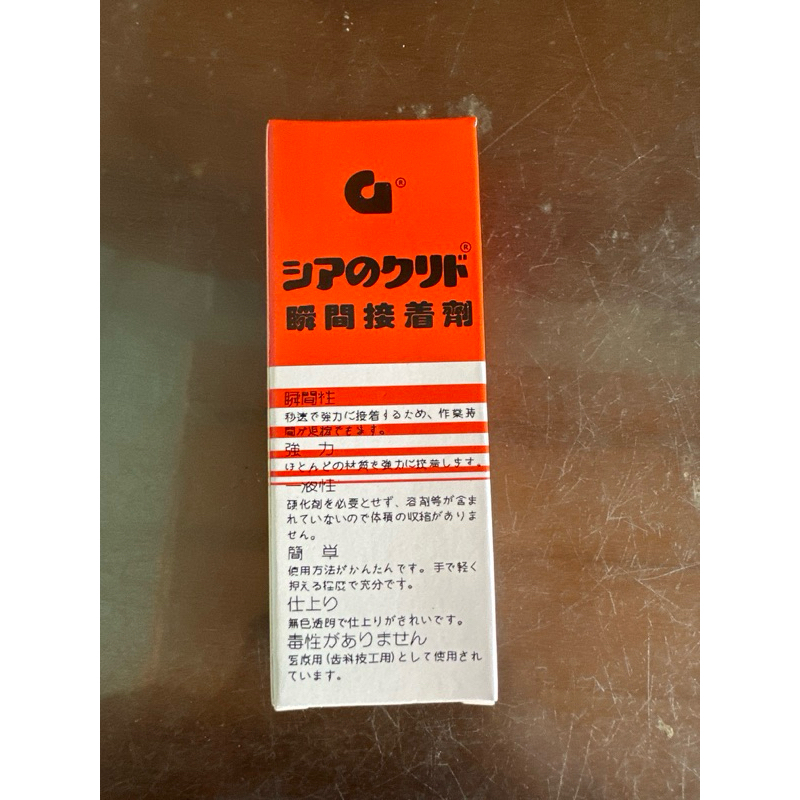 ®
シアノクリド®
瞬間接着剤
瞬間性
秒速で強力に接着するため、作業時
間が短縮できます。
強 力
ほとんどの材質を強力に接着します。
一液性
硬化剤を必要とせず、溶剤等が含ま
れていないので体積の収縮がありま
せん。
簡 単
使用方法がかんたんです。手で軽く
押える程度で充分です。
仕上り
無色透明で仕上りがきれいです。
毒性がありません
医療用(歯科技工用)として使用され
ています。